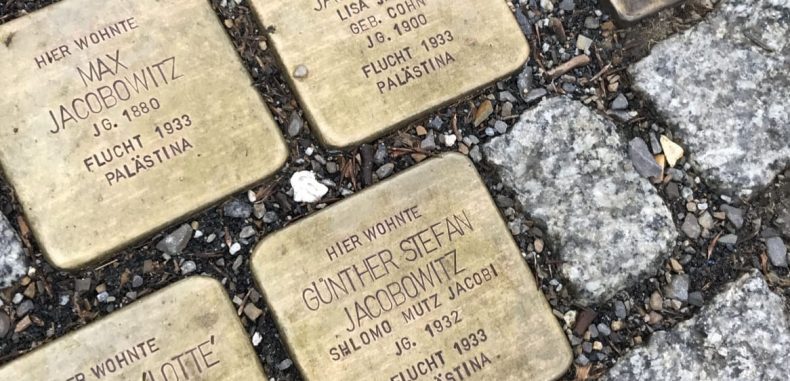 HIER WOHNTE
MAX
JACOBOWITZ
JG. 1880
FLUCHT 1933
PALÄSTINA
LISA
GEB. COHN
JG. 1900
FLUCHT 1933
PALÄSTINA
HIER WOHNTE
GÜNTHER STEFAN
JACOBOWITZ
SHLOMO MUTZ JACOBI
JG. 1932
FLUCHT 1933
PALÄSTINA
HIER WOHNTE
'LOTTE'